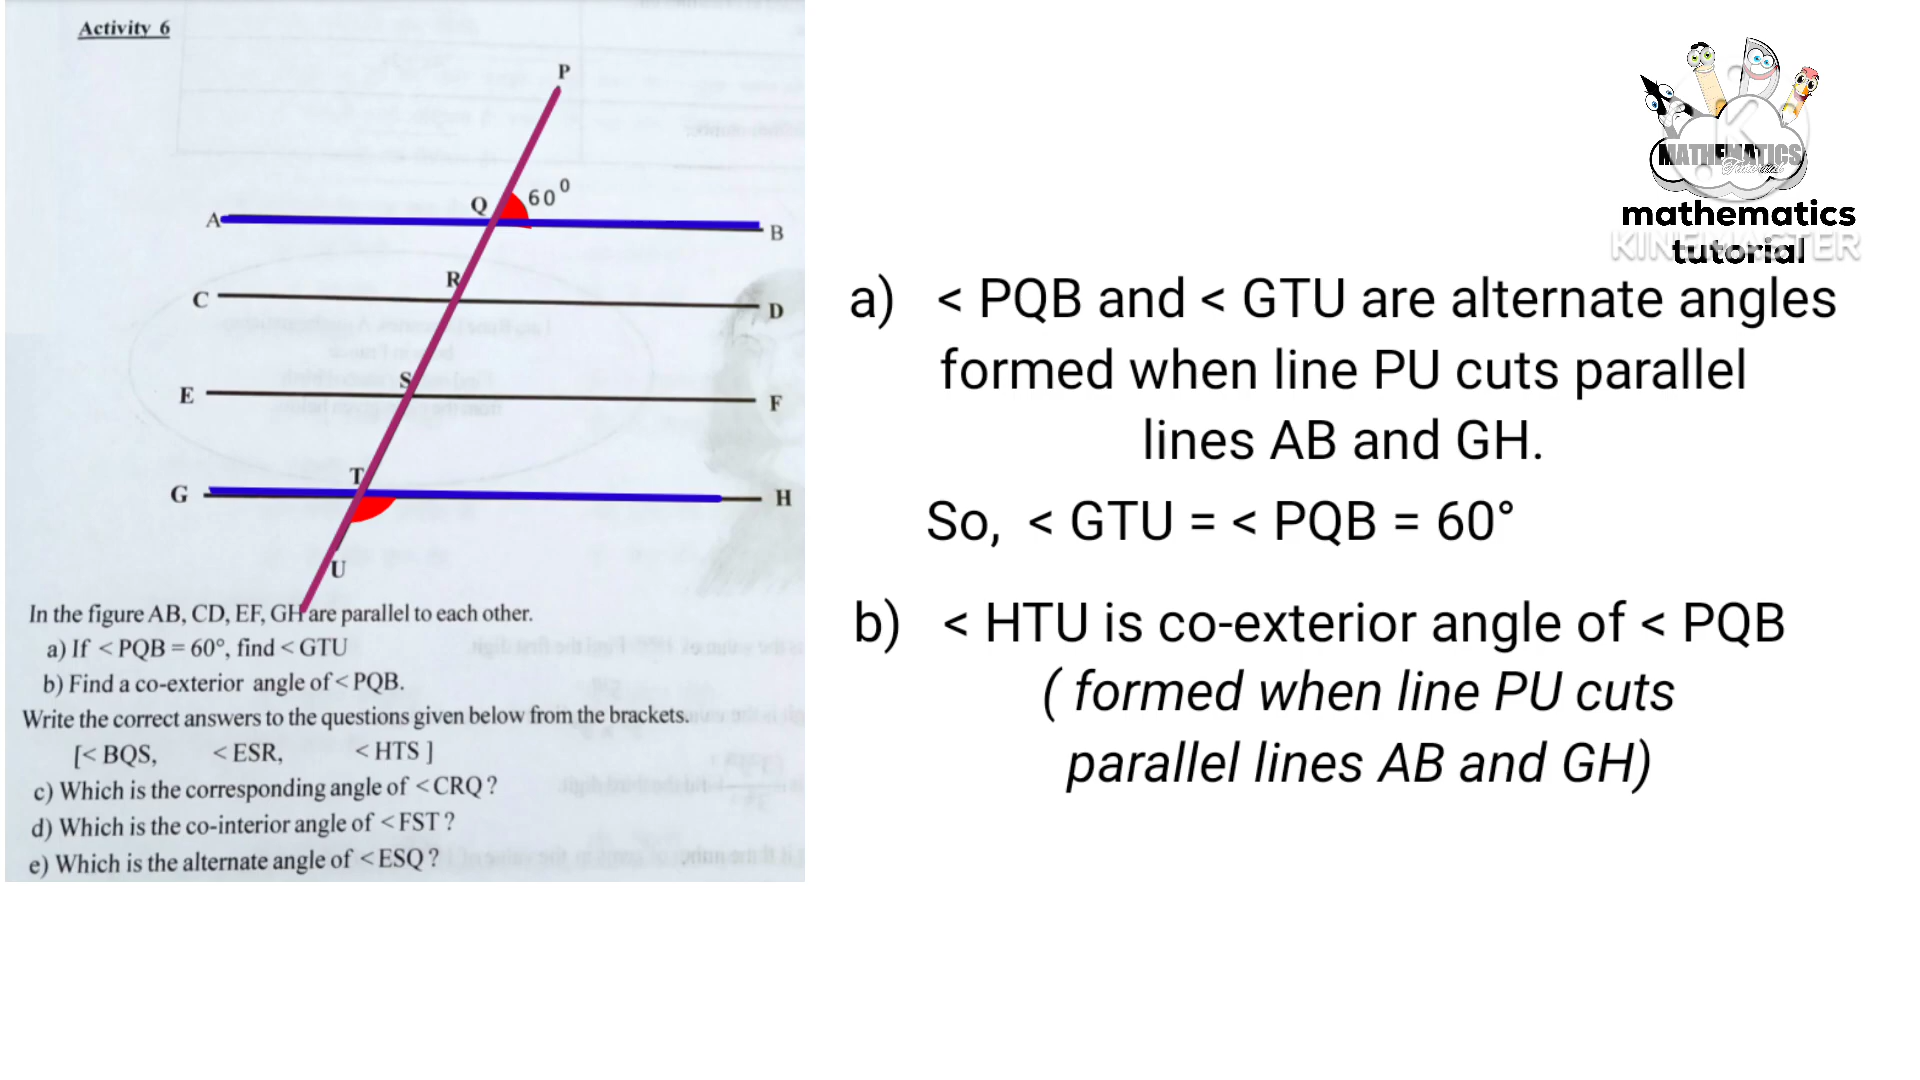 Activity 6
P
Q
60⁰
A
B
R
C
D
S
E
F
T
G
H
U
In the figure AB, CD, EF, GH are parallel to each other.
a) If < PQB = 60°, find < GTU
b) Find a co-exterior angle of < PQB.
Write the correct answers to the questions given below from the brackets.
[< BQS, < ESR, < HTS ]
c) Which is the corresponding angle of < CRQ ?
d) Which is the co-interior angle of < FST ?
e) Which is the alternate angle of < ESQ ?
MATHEMATICS
mathematics
KINEMASTER
tutorial
a) < PQB and < GTU are alternate angles
formed when line PU cuts parallel
lines AB and GH.
So, < GTU = < PQB = 60°
b) < HTU is co-exterior angle of < PQB
( formed when line PU cuts
parallel lines AB and GH)